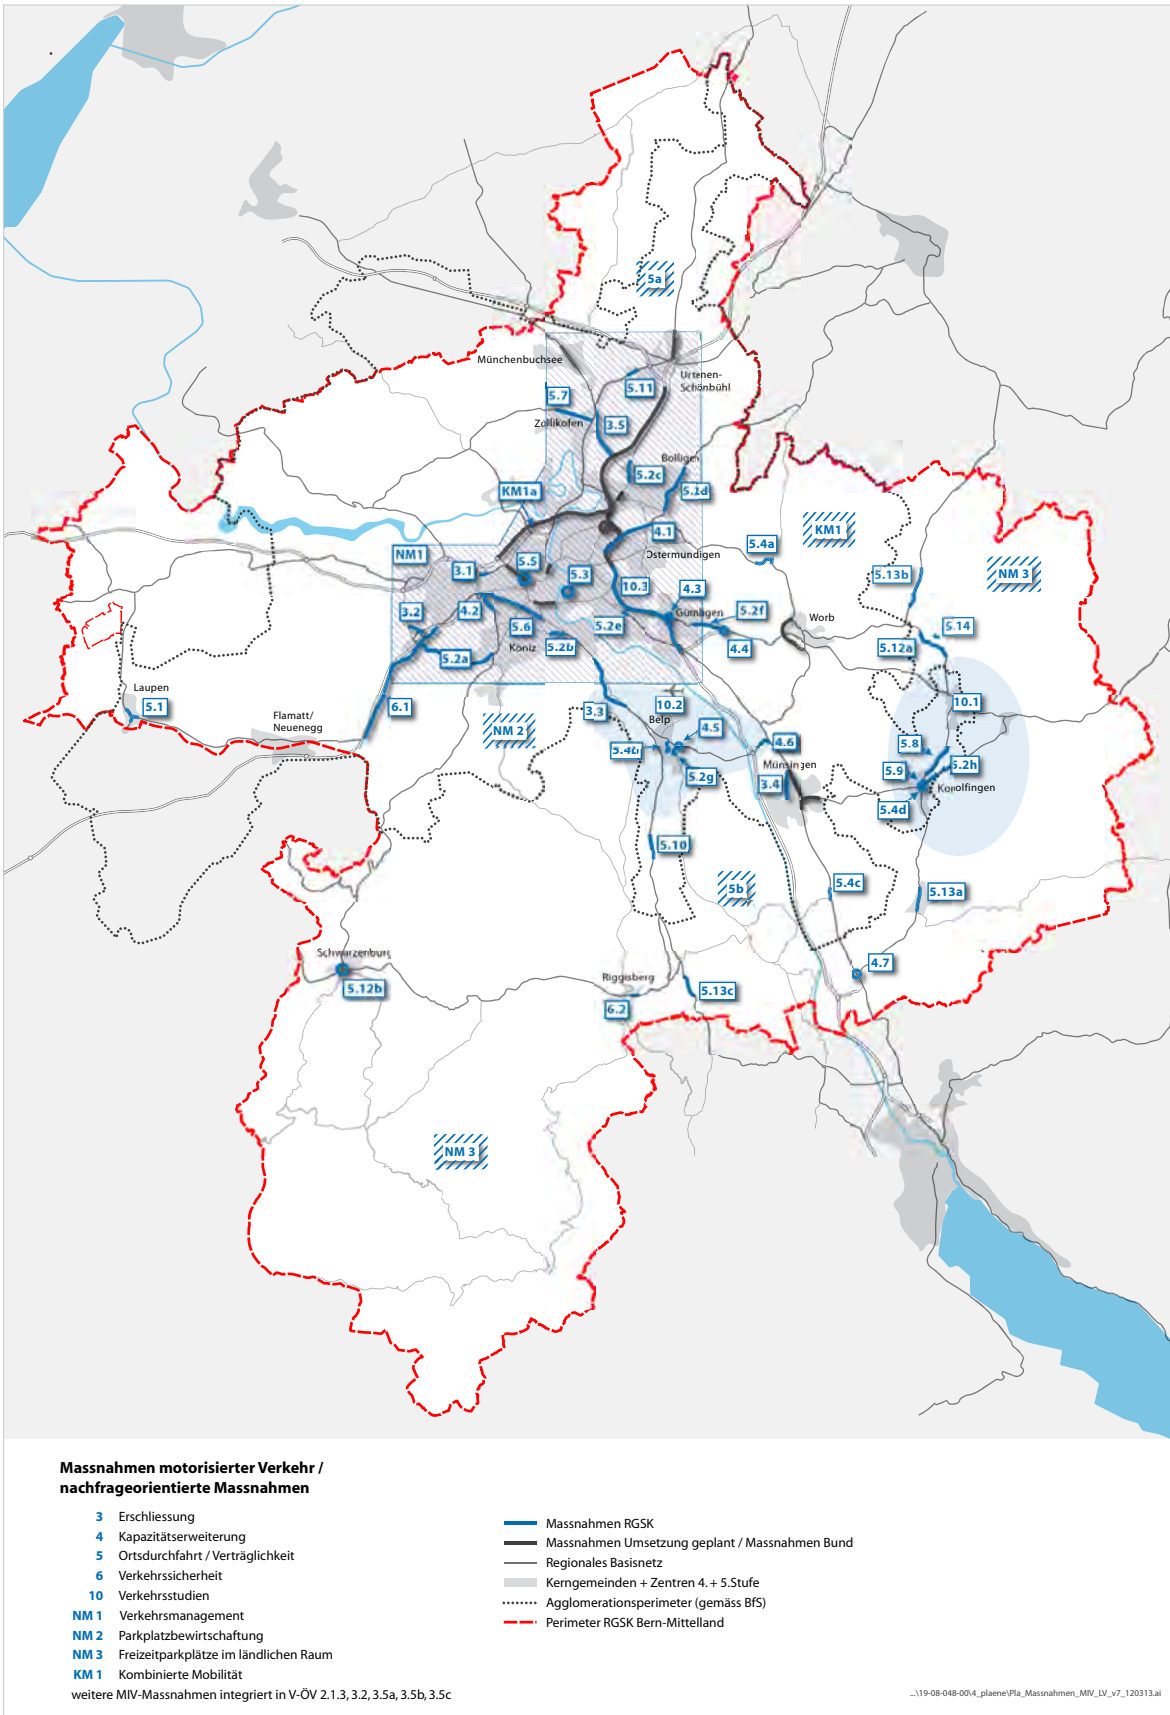 5a
Münchenbuchsee
5.11
Urtenen-
Schönbühl
5.7
Zollikofen
3.5
Bolligen
5.2c
5.2d
KM1a
KM1
4.1
NM1
Ostermundigen
5.4a
5.5
3.1
5.3
5.13b
NM 3
10.3
4.3
4.2
3.2
Gümligen
5.2f
Worb
5.6
5.2e
5.14
Köniz
5.2b
4.4
5.12a
5.2a
Laupen
5.1
6.1
10.2
10.1
3.3
Flamatt/
Neuenegg
NM 2
Belp
4.5
5.4b
4.6
5.8
Münsingen
5.2h
5.9
5.2g
3.4
Konolfingen
5.4d
5.10
5b
5.4c
5.13a
Schwarzenburg
4.7
5.12b
Riggisberg
5.13c
6.2
NM 3
Massnahmen motorisierter Verkehr /
nachfrageorientierte Massnahmen
3 Erschliessung
4 Kapazitätserweiterung
5 Ortsdurchfahrt / Verträglichkeit
6 Verkehrssicherheit
10 Verkehrsstudien
NM 1 Verkehrsmanagement
NM 2 Parkplatzbewirtschaftung
NM 3 Freizeitparkplätze im ländlichen Raum
KM 1 Kombinierte Mobilität
weitere MIV-Massnahmen integriert in V-ÖV 2.1.3, 3.2, 3.5a, 3.5b, 3.5c
Massnahmen RGSK
Massnahmen Umsetzung geplant / Massnahmen Bund
Regionales Basisnetz
Kerngemeinden + Zentren 4. + 5.Stufe
Agglomerationsperimeter (gemäss BfS)
Perimeter RGSK Bern-Mittelland
...\19-08-048-00\4_plaene\Pla_Massnahmen_MIV_LV_v7_120313.ai